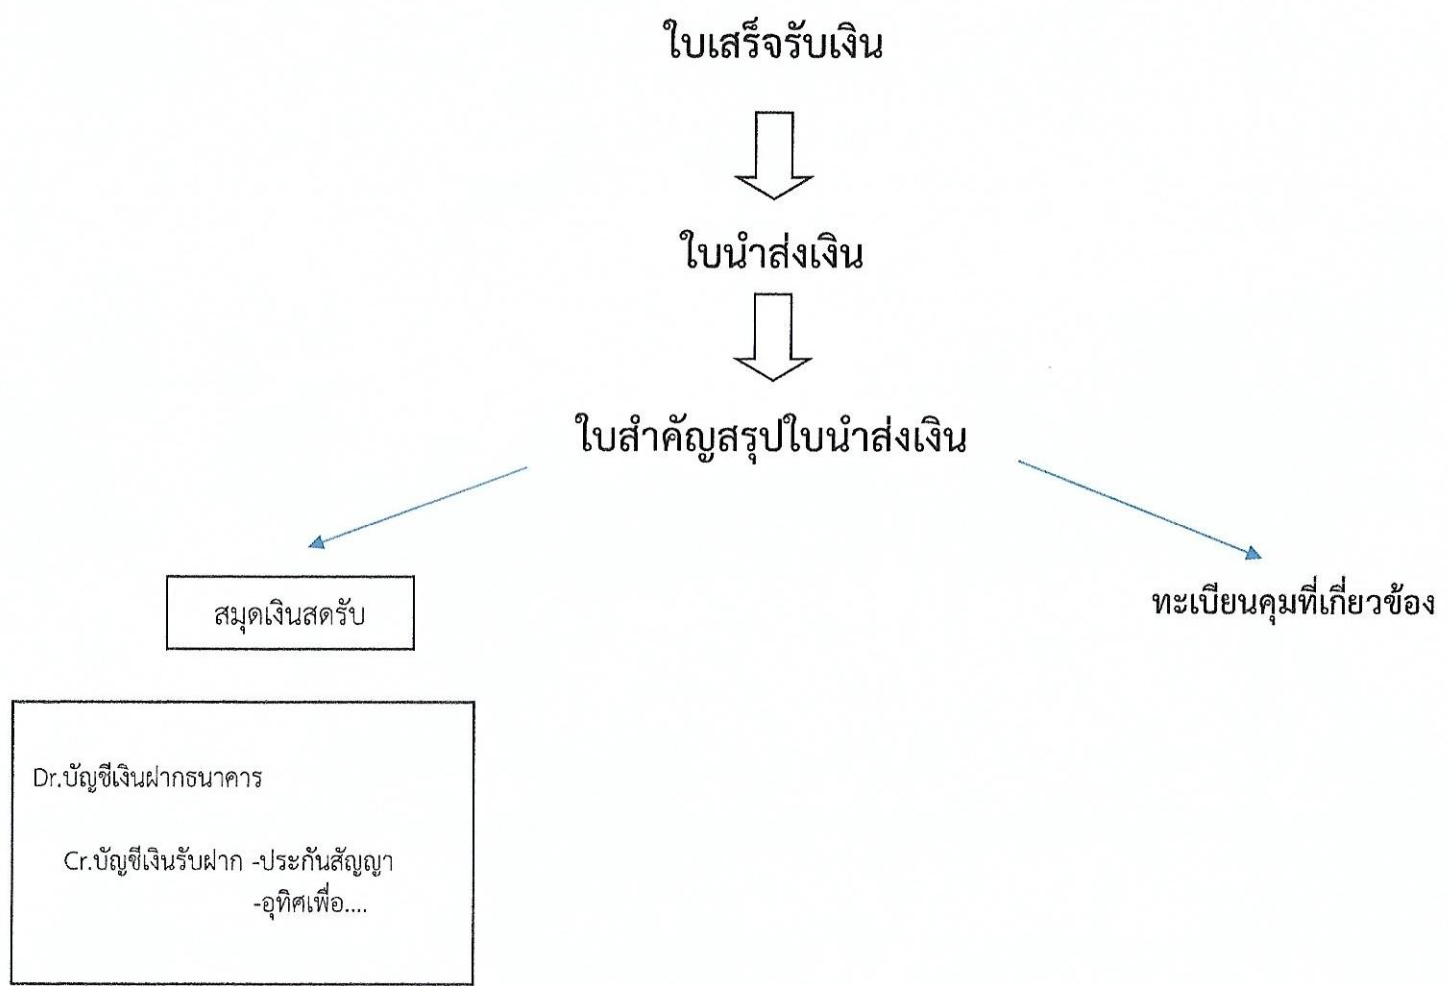 ใบเสร็จรับเงิน
ใบนำส่งเงิน
ใบสำคัญสรุปใบนำส่งเงิน
สมุดเงินสดรับ
ทะเบียนคุมที่เกี่ยวข้อง
Dr.บัญชีเงินฝากธนาคาร
Cr.บัญชีเงินรับฝาก -ประกันสัญญา
-อุทิศเพื่อ....